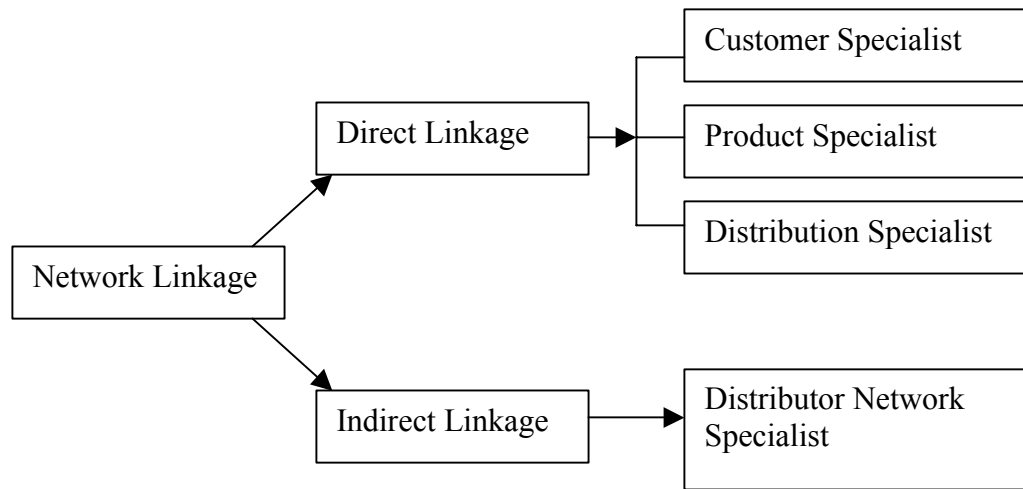 Customer Specialist
Direct Linkage
Product Specialist
Distribution Specialist
Network Linkage
Indirect Linkage
Distributor Network
Specialist